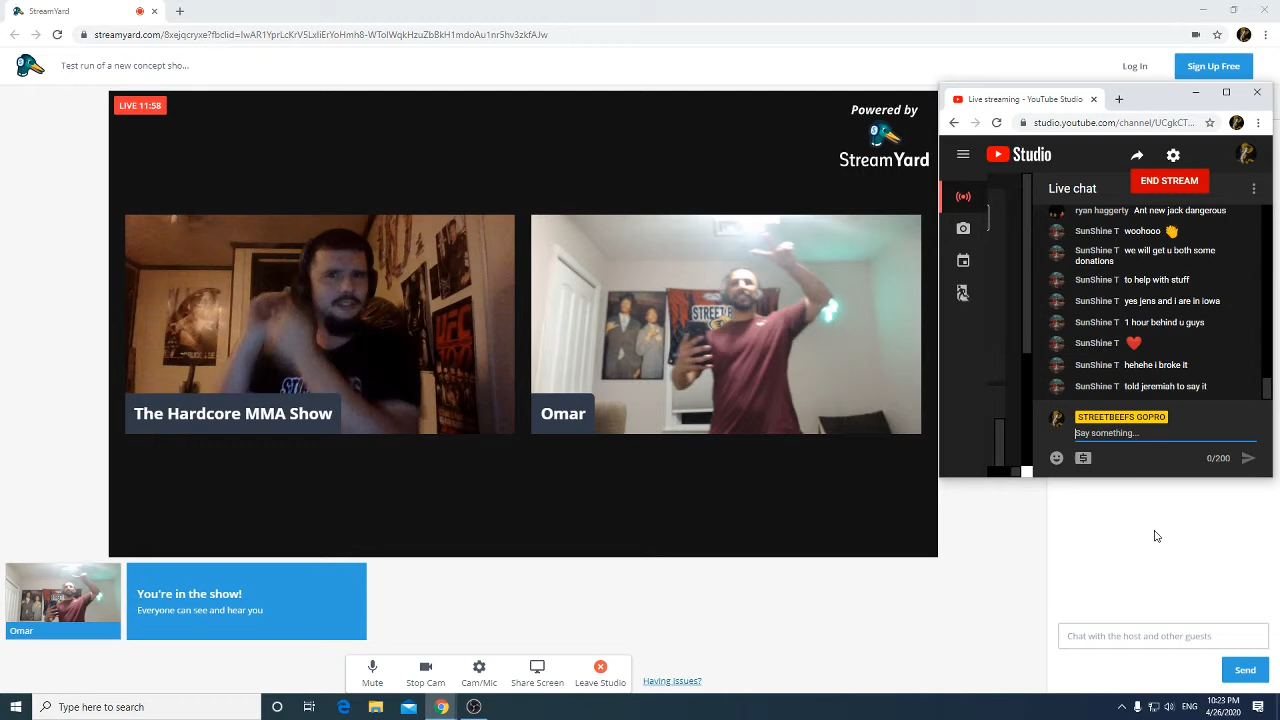 StreamYard
streamyard.com/8xejqcryxe?fbclid=IwAR1YprLcKrV5LxliErYoHmh8-WTolWqkHzuZbBkH1mdoAu1nr5hv3zkfAJw
Test run of a new concept sho...
Log In
Sign Up Free
LIVE 11:58
Powered by
StreamYard
The Hardcore MMA Show
STREETBE
UFC
Omar
Live streaming - YouTube Studio
studio.youtube.com/channel/UCgkCT...
Studio
END STREAM
Live chat
ryan haggerty Ant new jack dangerous
SunShine T woohooo 👋
SunShine T we will get u both some
donations
SunShine T to help with stuff
SunShine T yes jens and i are in iowa
SunShine T 1 hour behind u guys
SunShine T ❤️
SunShine T hehehe i broke it
SunShine T told jeremiah to say it
STREETBEEFS GOPRO
Say something...
0/200
Omar
You're in the show!
Everyone can see and hear you
Mute
Stop Cam
Cam/Mic
Share Screen
Leave Studio
Having issues?
Chat with the host and other guests
Send
Type here to search
10:23 PM
4/26/2020